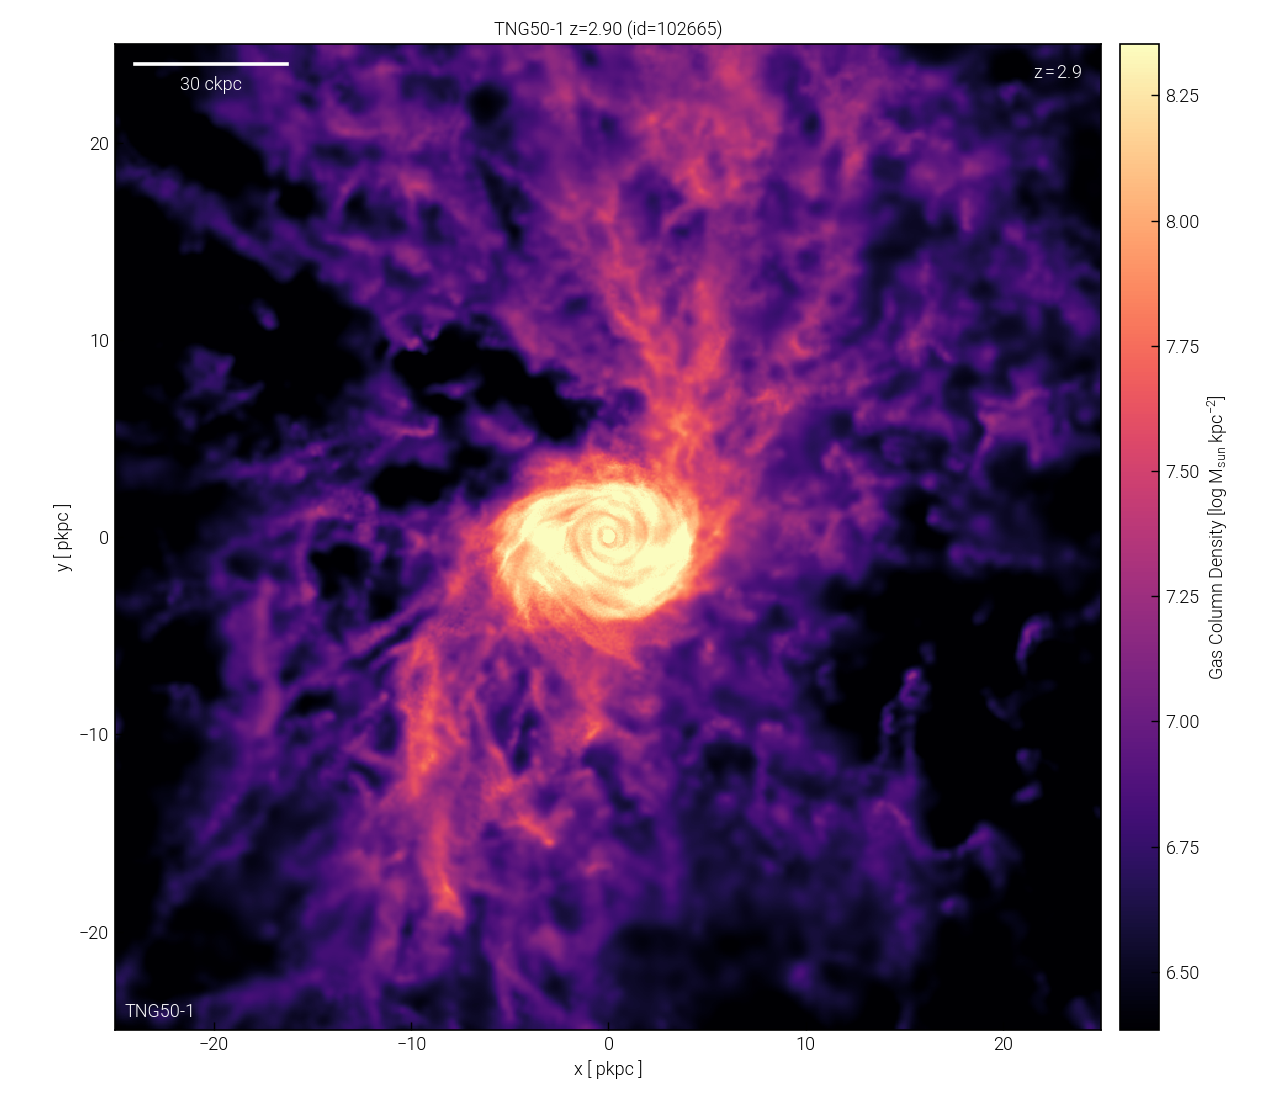 TNG50-1 z=2.90 (id=102665)
30 ckpc
z=2.9
TNG50-1
20
10
0
−10
−20
y [ pkpc ]
−20
−10
0
10
20
x [ pkpc ]
8.25
8.00
7.75
7.50
7.25
7.00
6.75
6.50
Gas Column Density [log M_sun kpc^−2]